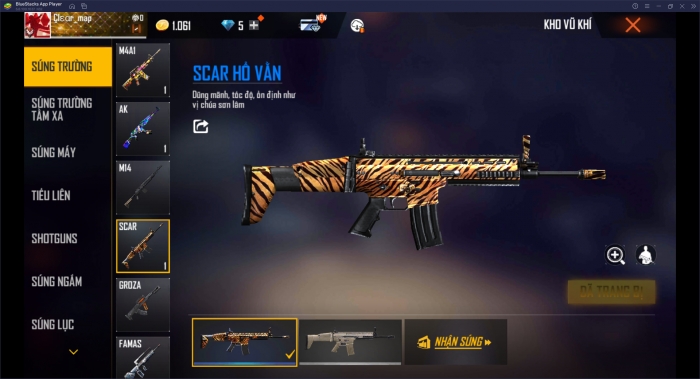 BlueStacks App Player
Clear_map
0
1.061
5
NEW
KHO VŨ KHÍ
SÚNG TRƯỜNG
SÚNG TRƯỜNG
TẦM XA
SÚNG MÁY
TIỂU LIÊN
SHOTGUNS
SÚNG NGẮM
SÚNG LỤC
M4A1
1
AK
1
M14
SCAR
1
GROZA
FAMAS
SCAR HỔ VẰN
Dũng mãnh, tốc độ, ổn định như
vị chúa sơn lâm
ĐÃ TRANG BỊ
NHẬN SÚNG